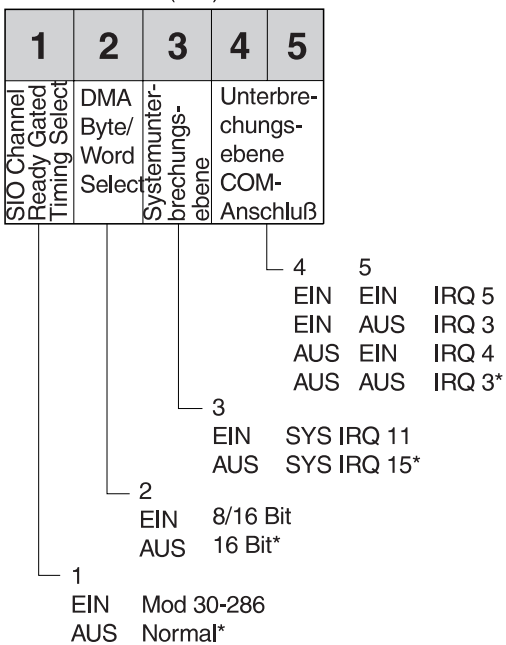 1 2 3 4 5
SIO Channel
Ready Gated
Timing Select
DMA
Byte/
Word
Select
Systemunter-
brechungs-
ebene
Unterbre-
chungs-
ebene
COM-
Anschluß
4 5
EIN EIN IRQ 5
EIN AUS IRQ 3
AUS EIN IRQ 4
AUS AUS IRQ 3*
3
EIN SYS IRQ 11
AUS SYS IRQ 15*
2
EIN 8/16 Bit
AUS 16 Bit*
1
EIN Mod 30-286
AUS Normal*